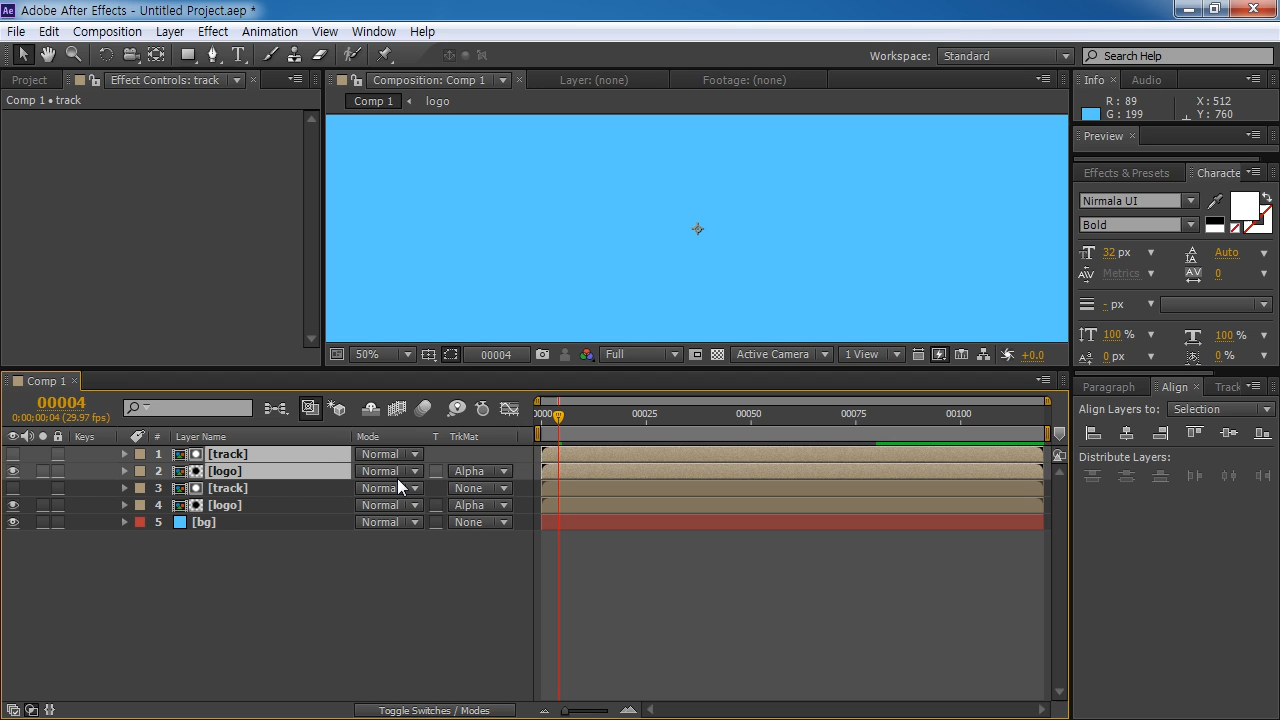 Ae Adobe After Effects - Untitled Project.aep *
File Edit Composition Layer Effect Animation View Window Help
Workspace: Standard Search Help
Project Effect Controls: track Composition: Comp 1 Layer: (none) Footage: (none) Info Audio
Comp 1 • track
Comp 1 logo
R : 89 X : 512
G : 199 Y : 760
Preview
Effects & Presets Characte
Nirmala UI
Bold
32 px Auto
Metrics 0
- px
100 % 100 %
0 px 0 %
50% 00004 Full Active Camera 1 View +0.0
Comp 1
Paragraph Align Track
00004
0;00;00;04 (29.97 fps)
0000 00025 00050 00075 00100
Align Layers to: Selection
Keys # Layer Name Mode T TrkMat
1 [track] Normal
2 [logo] Normal Alpha
3 [track] Normal None
4 [logo] Normal Alpha
5 [bg] Normal None
Distribute Layers:
Toggle Switches / Modes